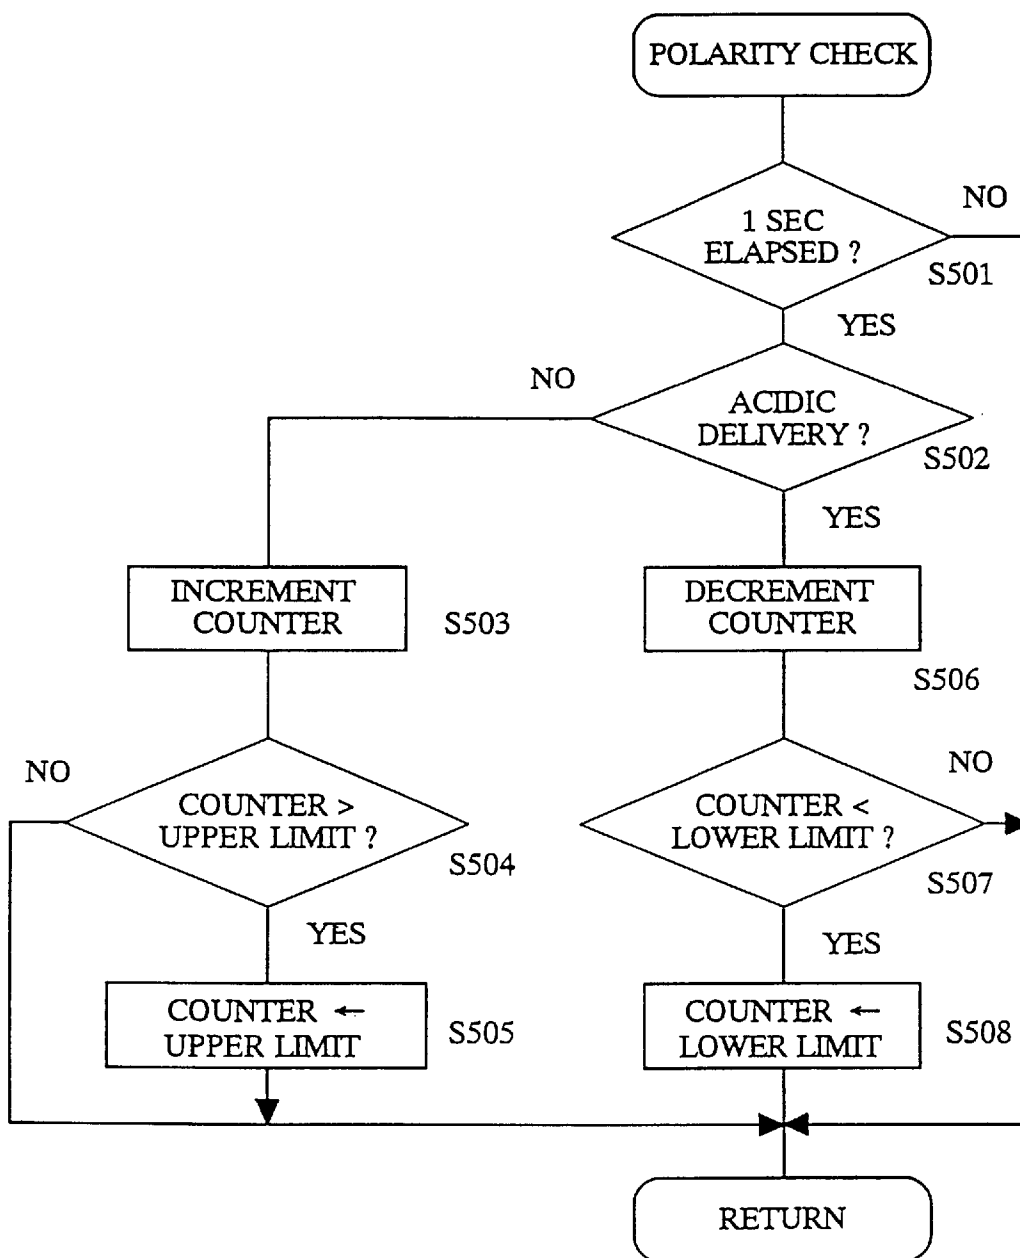 POLARITY CHECK
NO
1 SEC
ELAPSED ?
S501
YES
NO
ACIDIC
DELIVERY ?
S502
YES
INCREMENT
COUNTER
S503
DECREMENT
COUNTER
S506
NO
COUNTER >
UPPER LIMIT ?
S504
NO
COUNTER <
LOWER LIMIT ?
S507
YES
YES
COUNTER ←
UPPER LIMIT
S505
COUNTER ←
LOWER LIMIT
S508
RETURN